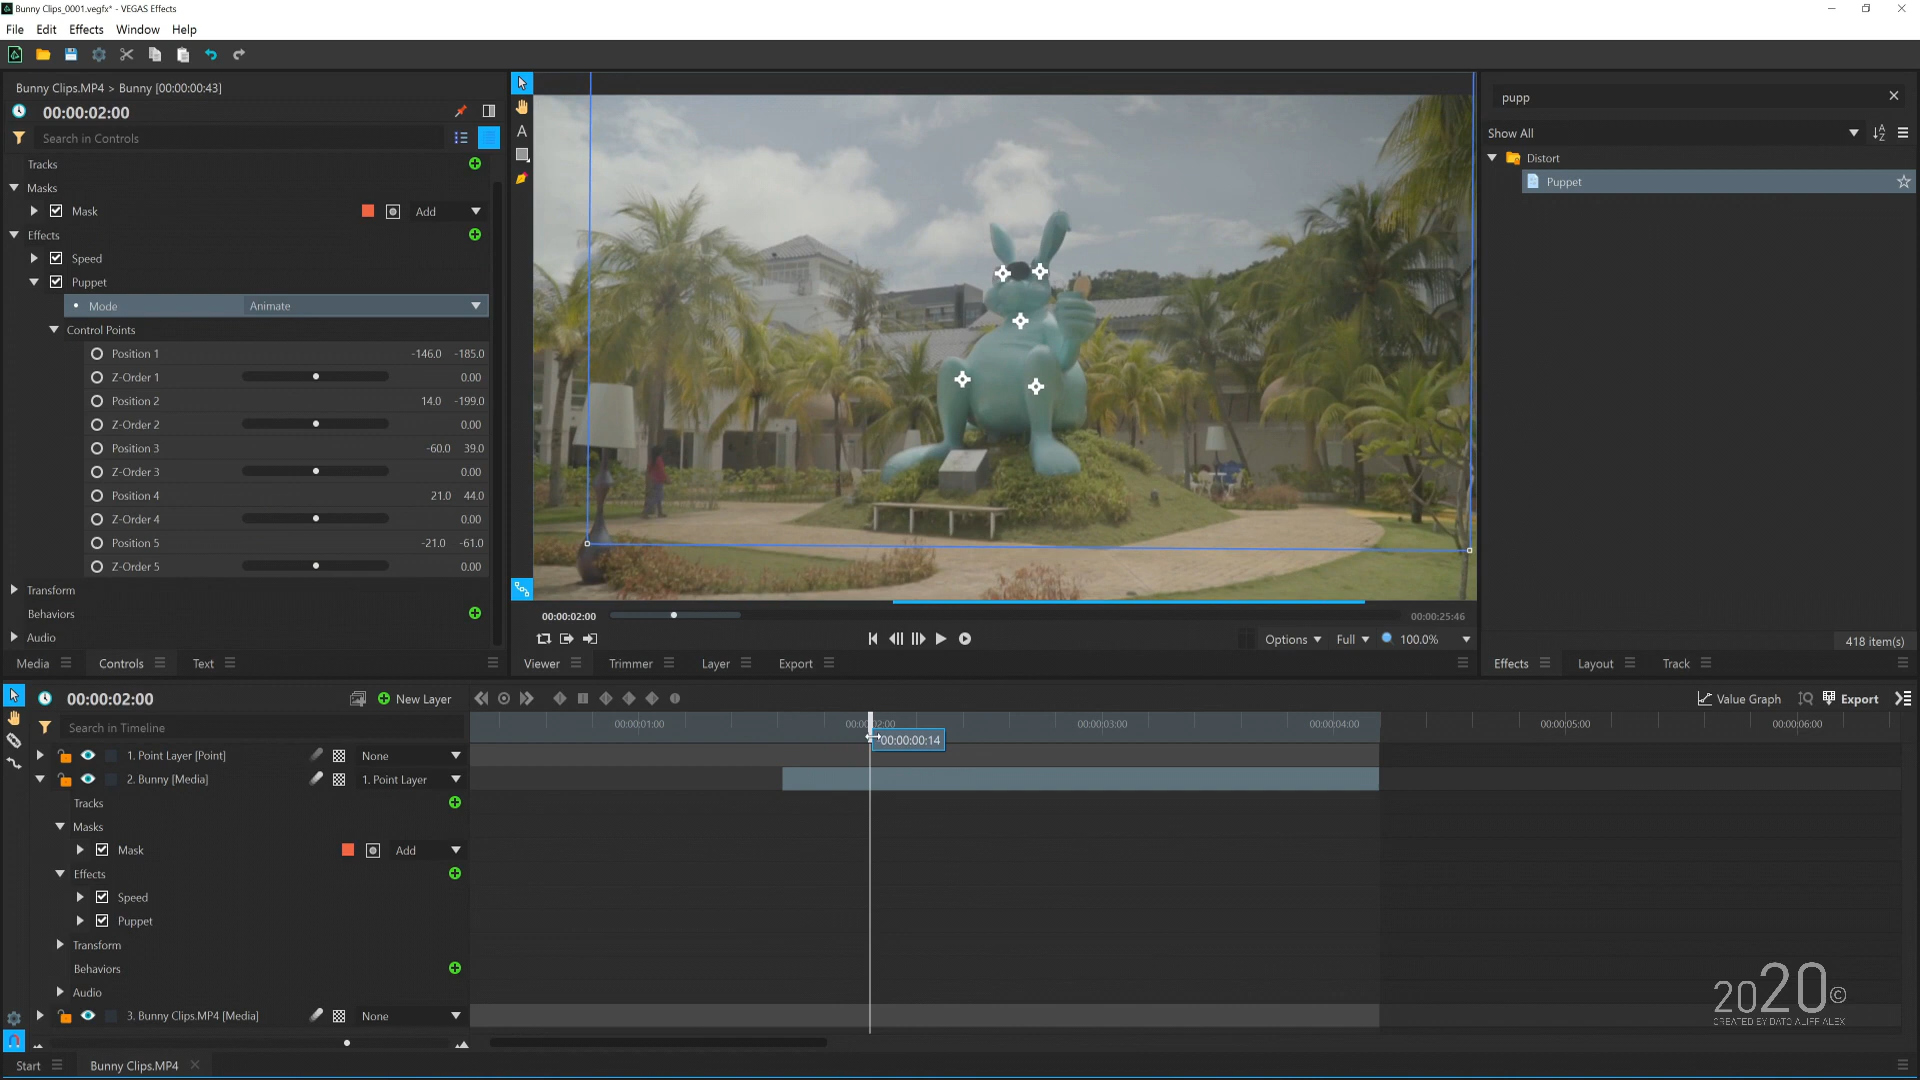 Bunny Clips_0001.vegfx* - VEGAS Effects
File Edit Effects Window Help
Bunny Clips.MP4 > Bunny [00:00:00:43]
00:00:02:00
Search in Controls
Tracks
Masks
Mask Add
Effects
Speed
Puppet
Mode Animate
Control Points
Position 1 -146.0 -185.0
Z-Order 1 0.00
Position 2 14.0 -199.0
Z-Order 2 0.00
Position 3 -60.0 39.0
Z-Order 3 0.00
Position 4 21.0 44.0
Z-Order 4 0.00
Position 5 -21.0 -61.0
Z-Order 5 0.00
Transform
Behaviors
Audio
Media Controls Text
A
00:00:02:00 00:00:25:46
Options Full 100.0%
Viewer Trimmer Layer Export
pupp
Show All
Distort
Puppet
418 item(s)
Effects Layout Track
00:00:02:00 New Layer Value Graph Export
Search in Timeline
00:00:01:00 00:00:02:00 00:00:03:00 00:00:04:00 00:00:05:00 00:00:06:00
00:00:00:14
1. Point Layer [Point] None
2. Bunny [Media] 1. Point Layer
Tracks
Masks
Mask Add
Effects
Speed
Puppet
Transform
Behaviors
Audio
3. Bunny Clips.MP4 [Media] None
2020©
CREATED BY DATO ALIFF ALEX
Start Bunny Clips.MP4